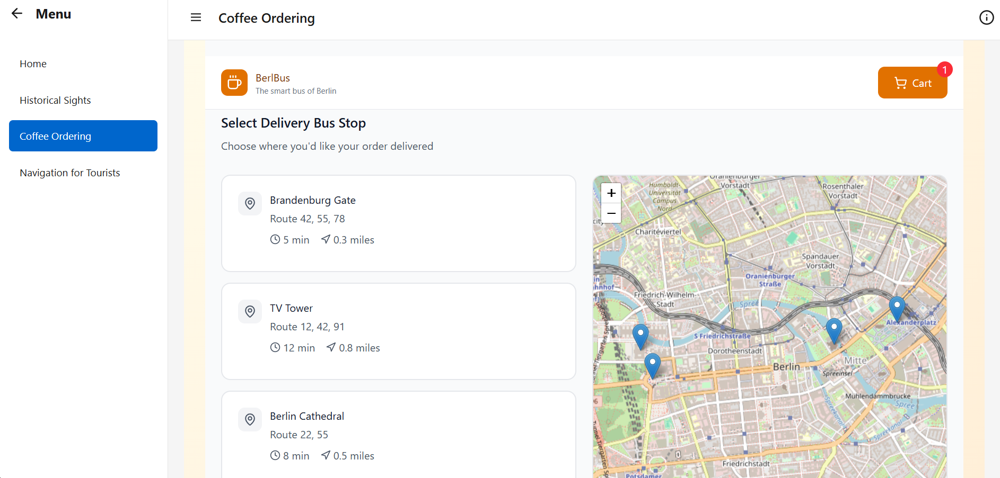 Menu
Home
Historical Sights
Coffee Ordering
Navigation for Tourists
Coffee Ordering
BerlBus
The smart bus of Berlin
1
Cart
Select Delivery Bus Stop
Choose where you'd like your order delivered
Brandenburg Gate
Route 42, 55, 78
5 min 0.3 miles
TV Tower
Route 12, 42, 91
12 min 0.8 miles
Berlin Cathedral
Route 22, 55
8 min 0.5 miles
+
−
Oranienburger
Vorstadt
Humboldt-
Universität
Campus
Nord
Rosenthaler
Vorstadt
Charitéviertel
Spandauer
Vorstadt
Oranienburger
Straße
Friedrich-Wilhelm-
Stadt
Spree
Alexanderplatz
S Friedrichstraße
Dorotheenstadt
Berlin
Mitte
Spreeinsel
Mühlendammbrücke
Spree
Spreekanal
Spreekanal
Friedrichstadt
Potsdamer